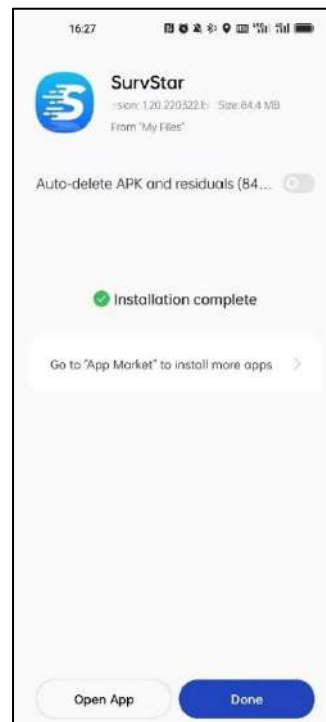 16:27
SurvStar
Size:84.4 MB
From "My Files"
Auto-delete APK and residuals (84...
Installation complete
Go to "App Market" to install more apps
Open App
Done